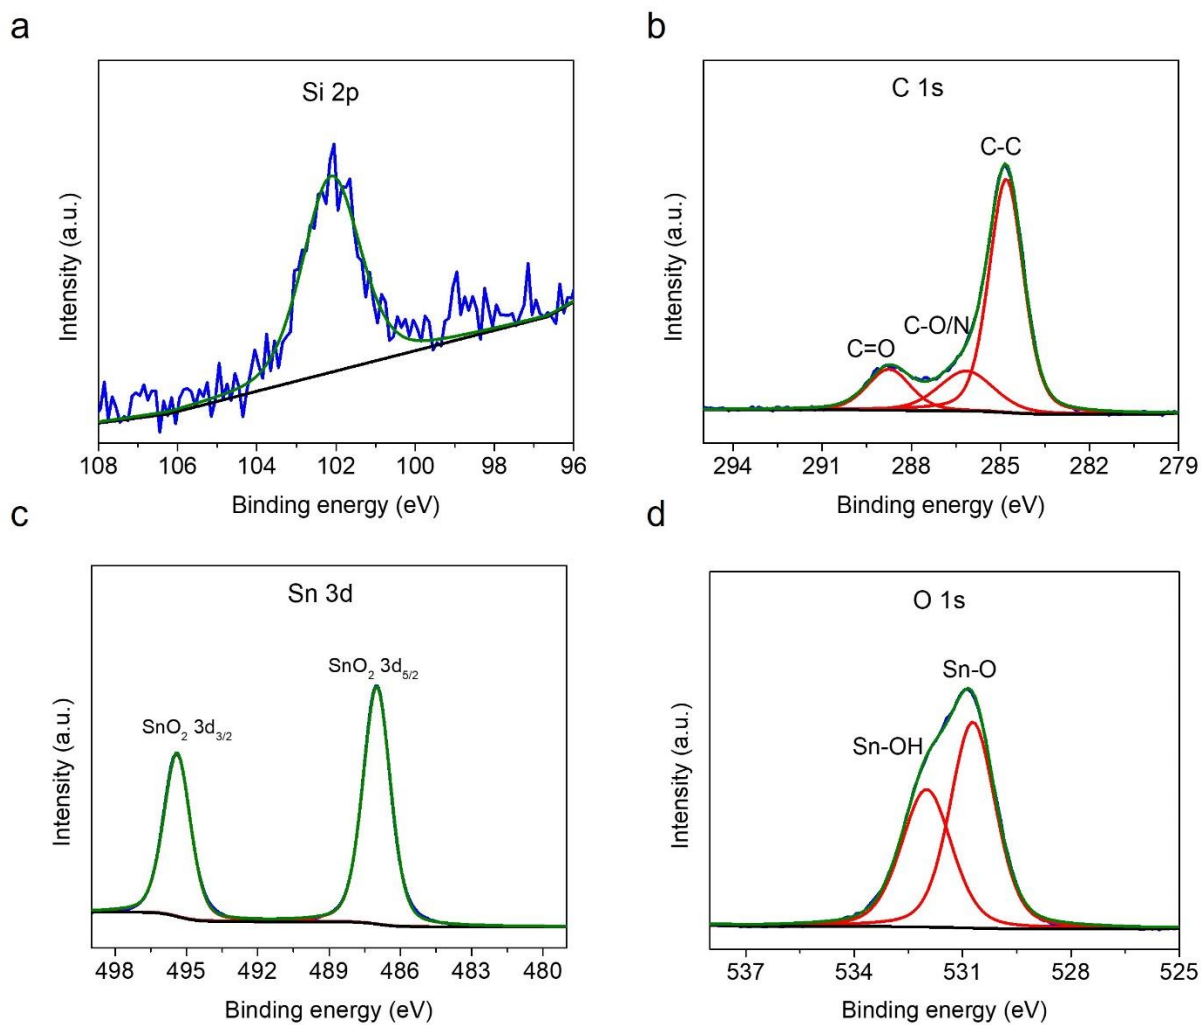 a
Si 2p
Intensity (a.u.)
108 106 104 102 100 98 96
Binding energy (eV)
b
C 1s
C-C
C-O/N
C=O
Intensity (a.u.)
294 291 288 285 282 279
Binding energy (eV)
c
Sn 3d
SnO₂ 3d₅/₂
SnO₂ 3d₃/₂
Intensity (a.u.)
498 495 492 489 486 483 480
Binding energy (eV)
d
O 1s
Sn-O
Sn-OH
Intensity (a.u.)
537 534 531 528 525
Binding energy (eV)